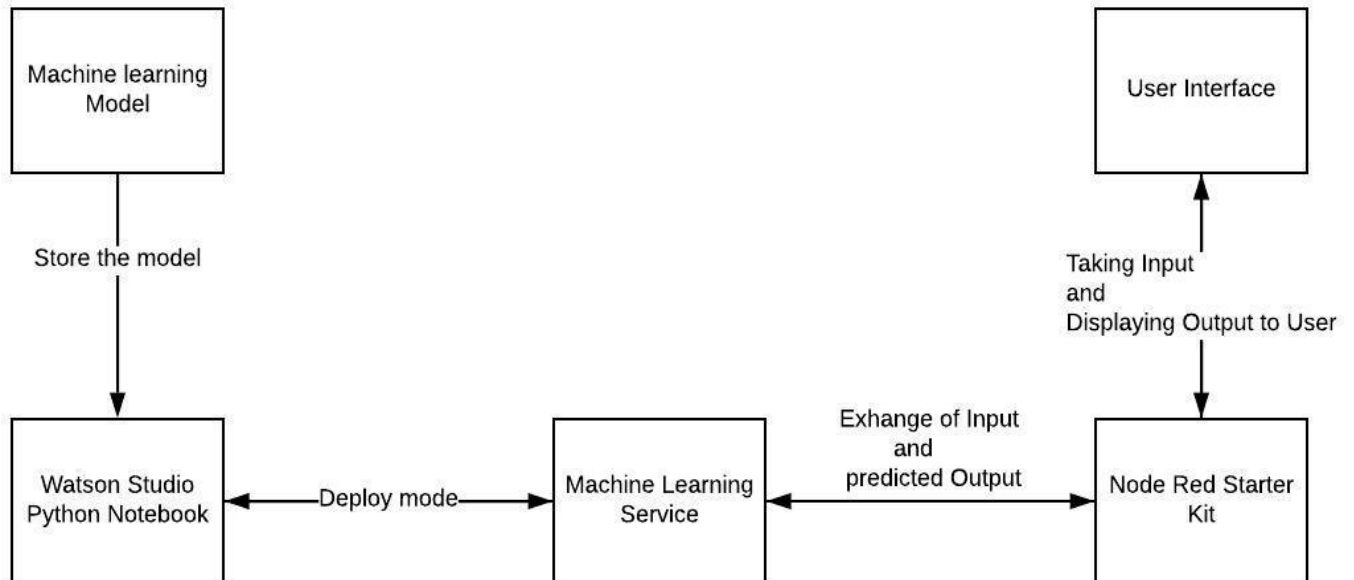 Machine learning
Model
User Interface
Store the model
Taking Input
and
Displaying Output to User
Watson Studio
Python Notebook
Deploy mode
Machine Learning
Service
Exhange of Input
and
predicted Output
Node Red Starter
Kit